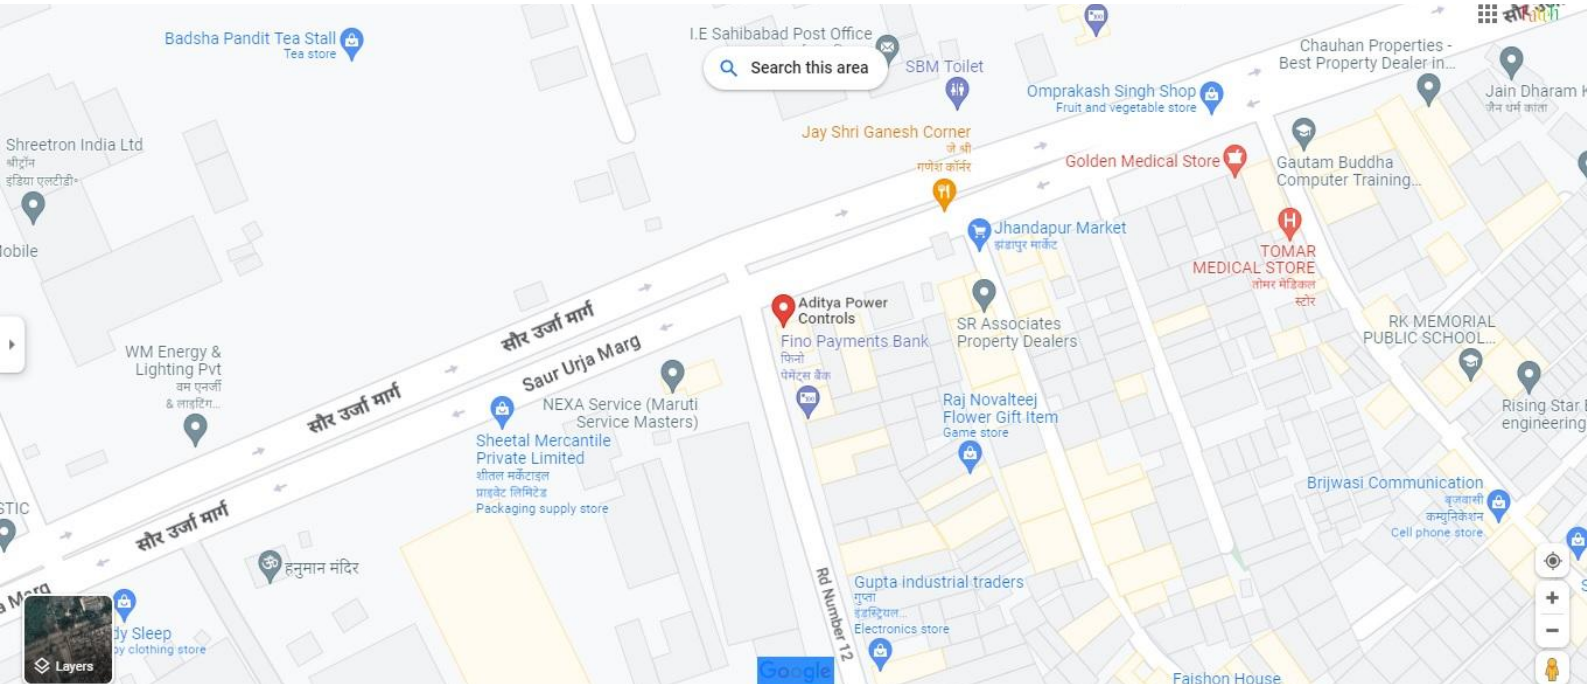 Badsha Pandit Tea Stall
Tea store
I.E Sahibabad Post Office
Search this area
SBM Toilet
Omprakash Singh Shop
Fruit and vegetable store
Chauhan Properties -
Best Property Dealer in...
Jain Dharam K
जैन धर्म कांता
Shreetron India Ltd
श्रीट्रॉन
इंडिया एलटीडी॰
Jay Shri Ganesh Corner
जे श्री
गणेश कॉर्नर
Golden Medical Store
Gautam Buddha
Computer Training...
Jhandapur Market
झंडापुर मार्केट
TOMAR
MEDICAL STORE
तोमर मेडिकल
स्टोर
Aditya Power
Controls
Fino Payments Bank
फिनो
पेमेंट्स बैंक
SR Associates
Property Dealers
RK MEMORIAL
PUBLIC SCHOOL...
सौर उर्जा मार्ग
Saur Urja Marg
WM Energy &
Lighting Pvt
वम एनर्जी
& लाइटिंग...
सौर उर्जा मार्ग
NEXA Service (Maruti
Service Masters)
Sheetal Mercantile
Private Limited
शीतल मर्केंटाइल
प्राइवेट लिमिटेड
Packaging supply store
Raj Novalteej
Flower Gift Item
Game store
Rising Star
engineering
Brijwasi Communication
बृजवासी
कम्युनिकेशन
Cell phone store
STIC
सौर उर्जा मार्ग
हनुमान मंदिर
Rd Number 12
Gupta industrial traders
गुप्ता
इंडस्ट्रियल...
Electronics store
a Marg
dy Sleep
by clothing store
Layers
Google
Faishon House